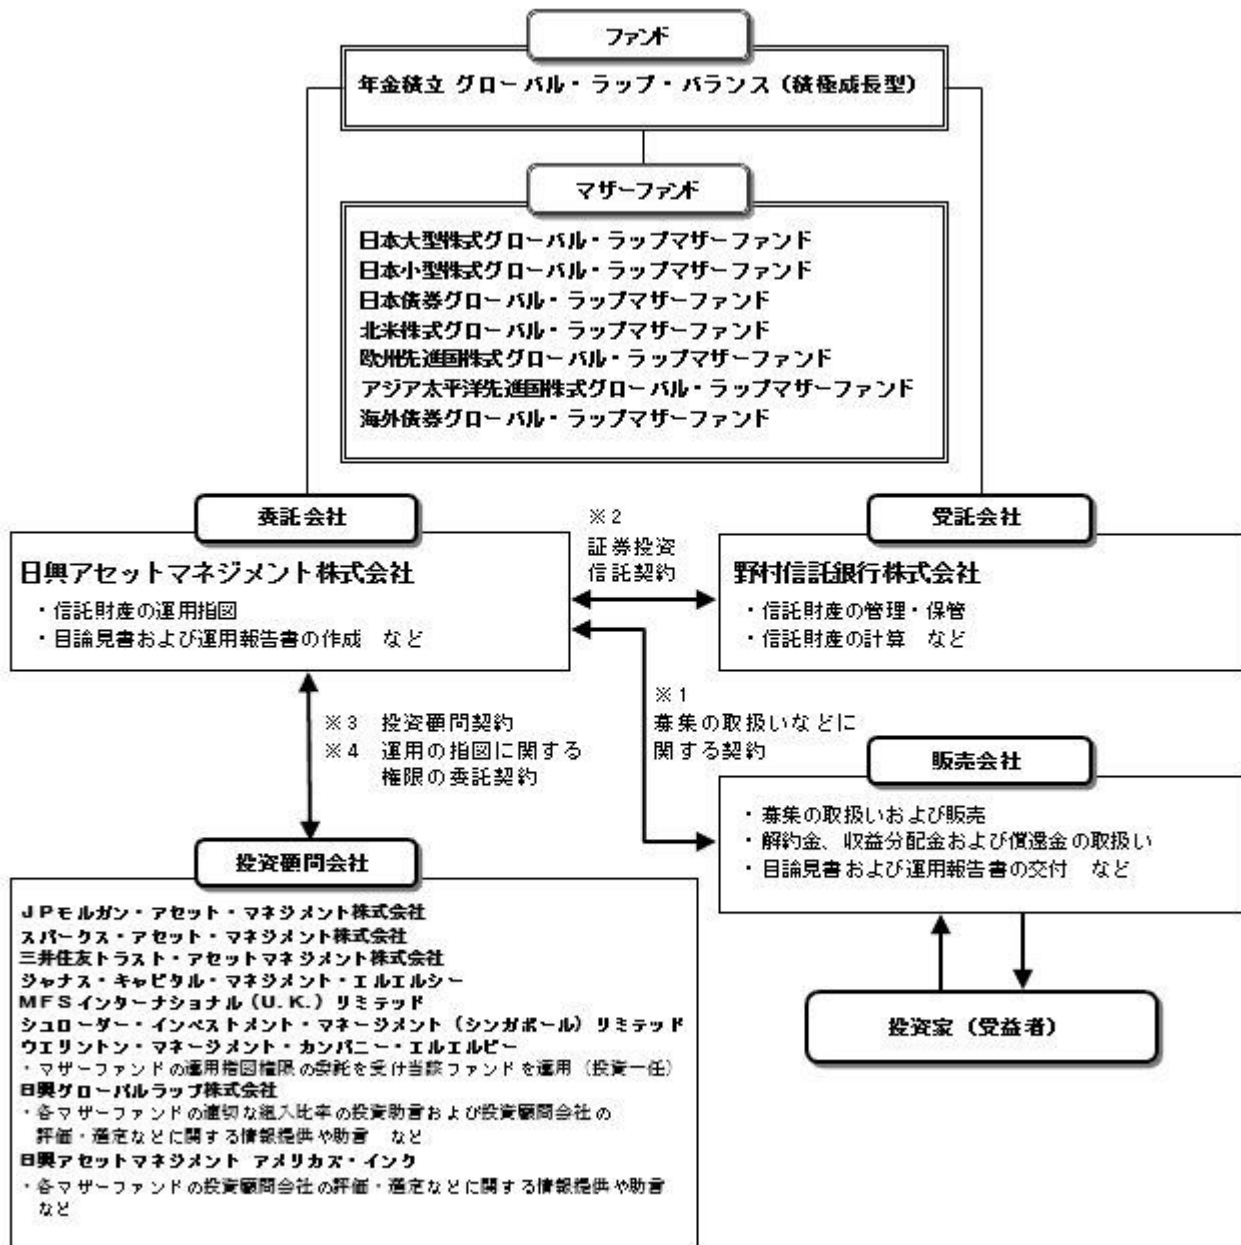 ファンド
年金積立 グローバル・ラップ・バランス（積極成長型）
マザーファンド
日本大型株式グローバル・ラップマザーファンド
日本小型株式グローバル・ラップマザーファンド
日本債券グローバル・ラップマザーファンド
北米株式グローバル・ラップマザーファンド
欧州先進国株式グローバル・ラップマザーファンド
アジア太平洋先進国株式グローバル・ラップマザーファンド
海外債券グローバル・ラップマザーファンド
委託会社
日興アセットマネジメント株式会社
・信託財産の運用指図
・目論見書および運用報告書の作成　など
※２
証券投資
信託契約
受託会社
野村信託銀行株式会社
・信託財産の管理・保管
・信託財産の計算　など
※３　投資顧問契約
※４　運用の指図に関する
権限の委託契約
※１
募集の取扱いなどに
関する契約
販売会社
・募集の取扱いおよび販売
・解約金、収益分配金および償還金の取扱い
・目論見書および運用報告書の交付　など
投資顧問会社
ＪＰモルガン・アセット・マネジメント株式会社
スパークス・アセット・マネジメント株式会社
三井住友トラスト・アセットマネジメント株式会社
ジャナス・キャピタル・マネジメント・エルエルシー
ＭＦＳインターナショナル（Ｕ.Ｋ.）リミテッド
シュローダー・インベストメント・マネージメント（シンガポール）リミテッド
ウエリントン・マネージメント・カンパニー・エルエルピー
・マザーファンドの運用指図権限の委託を受け当該ファンドを運用（投資一任）
日興グローバルラップ株式会社
・各マザーファンドの適切な組入比率の投資助言および投資顧問会社の
評価・選定などに関する情報提供や助言　など
日興アセットマネジメント アメリカズ・インク
・各マザーファンドの投資顧問会社の評価・選定などに関する情報提供や助言
など
投資家（受益者）